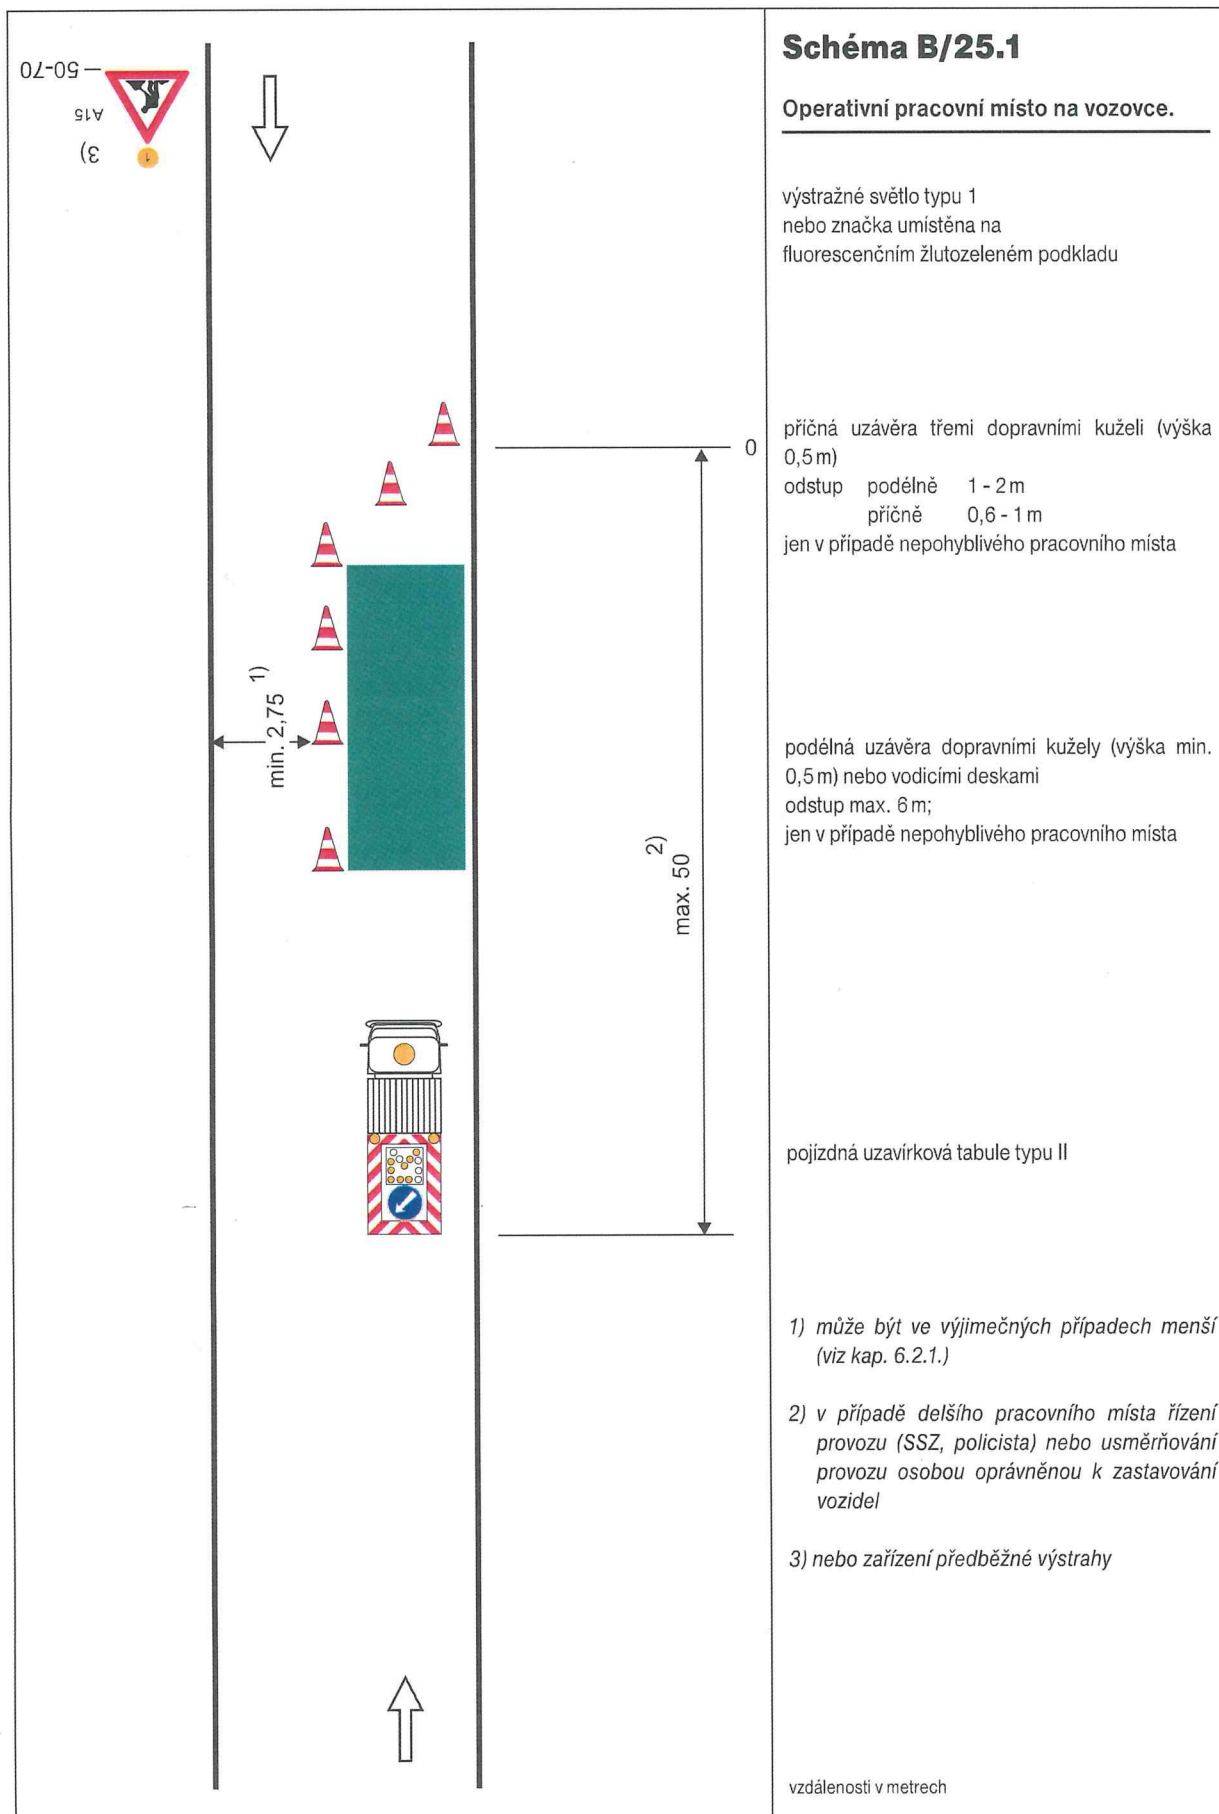 50-70
A15
3)
1
min. 2,75 1)
0
max. 50 2)
Schéma B/25.1
Operativní pracovní místo na vozovce.
výstražné světlo typu 1
nebo značka umístěna na
fluorescenčním žlutozeleném podkladu
příčná uzávěra třemi dopravními kuželi (výška
0,5 m)
odstup podélně 1 - 2 m
příčně 0,6 - 1 m
jen v případě nepohyblivého pracovního místa
podélná uzávěra dopravními kužely (výška min.
0,5 m) nebo vodicími deskami
odstup max. 6 m;
jen v případě nepohyblivého pracovního místa
pojízdná uzavírková tabule typu II
1) může být ve výjimečných případech menší
(viz kap. 6.2.1.)
2) v případě delšího pracovního místa řízení
provozu (SSZ, policista) nebo usměrňování
provozu osobou oprávněnou k zastavování
vozidel
3) nebo zařízení předběžné výstrahy
vzdálenosti v metrech